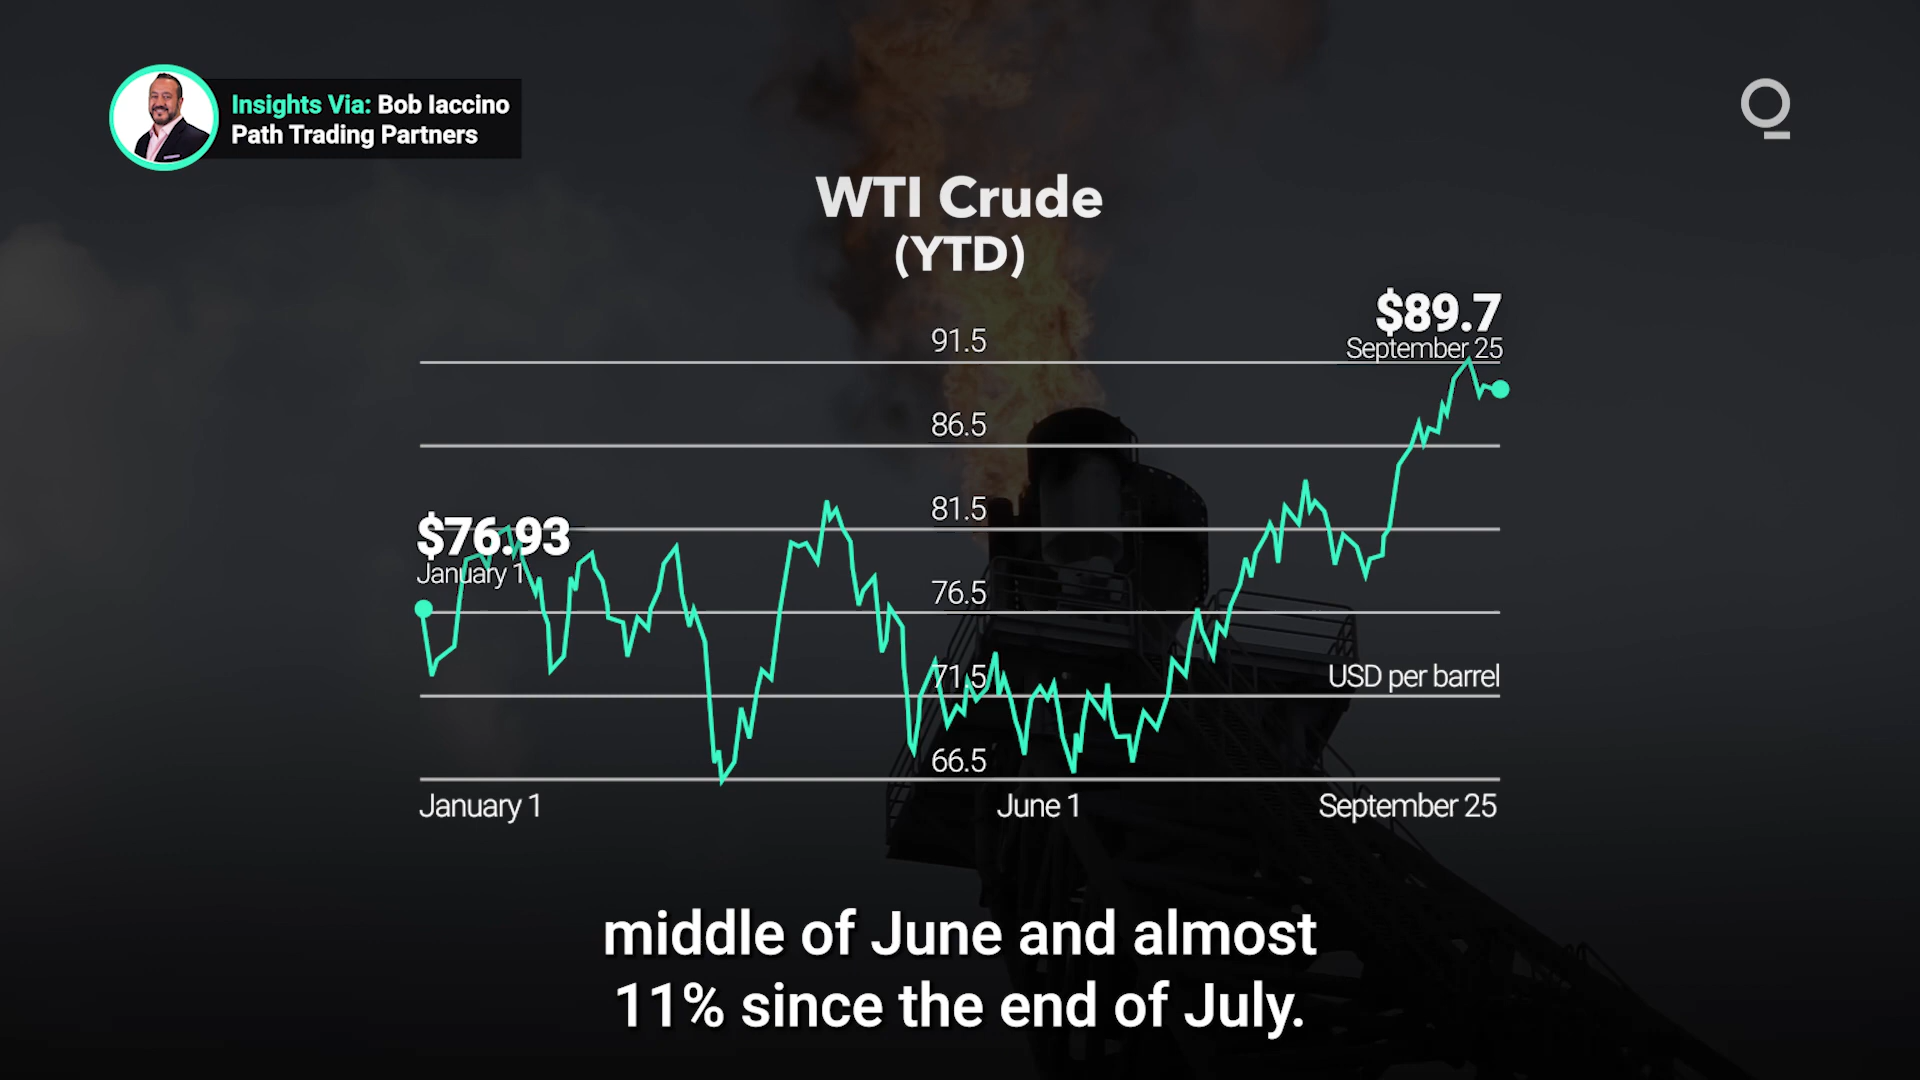 Insights Via: Bob Iaccino
Path Trading Partners
WTI Crude
(YTD)
$89.7
September 25
91.5
86.5
81.5
$76.93
January 1
76.5
71.5
USD per barrel
66.5
January 1
June 1
September 25
middle of June and almost
11% since the end of July.